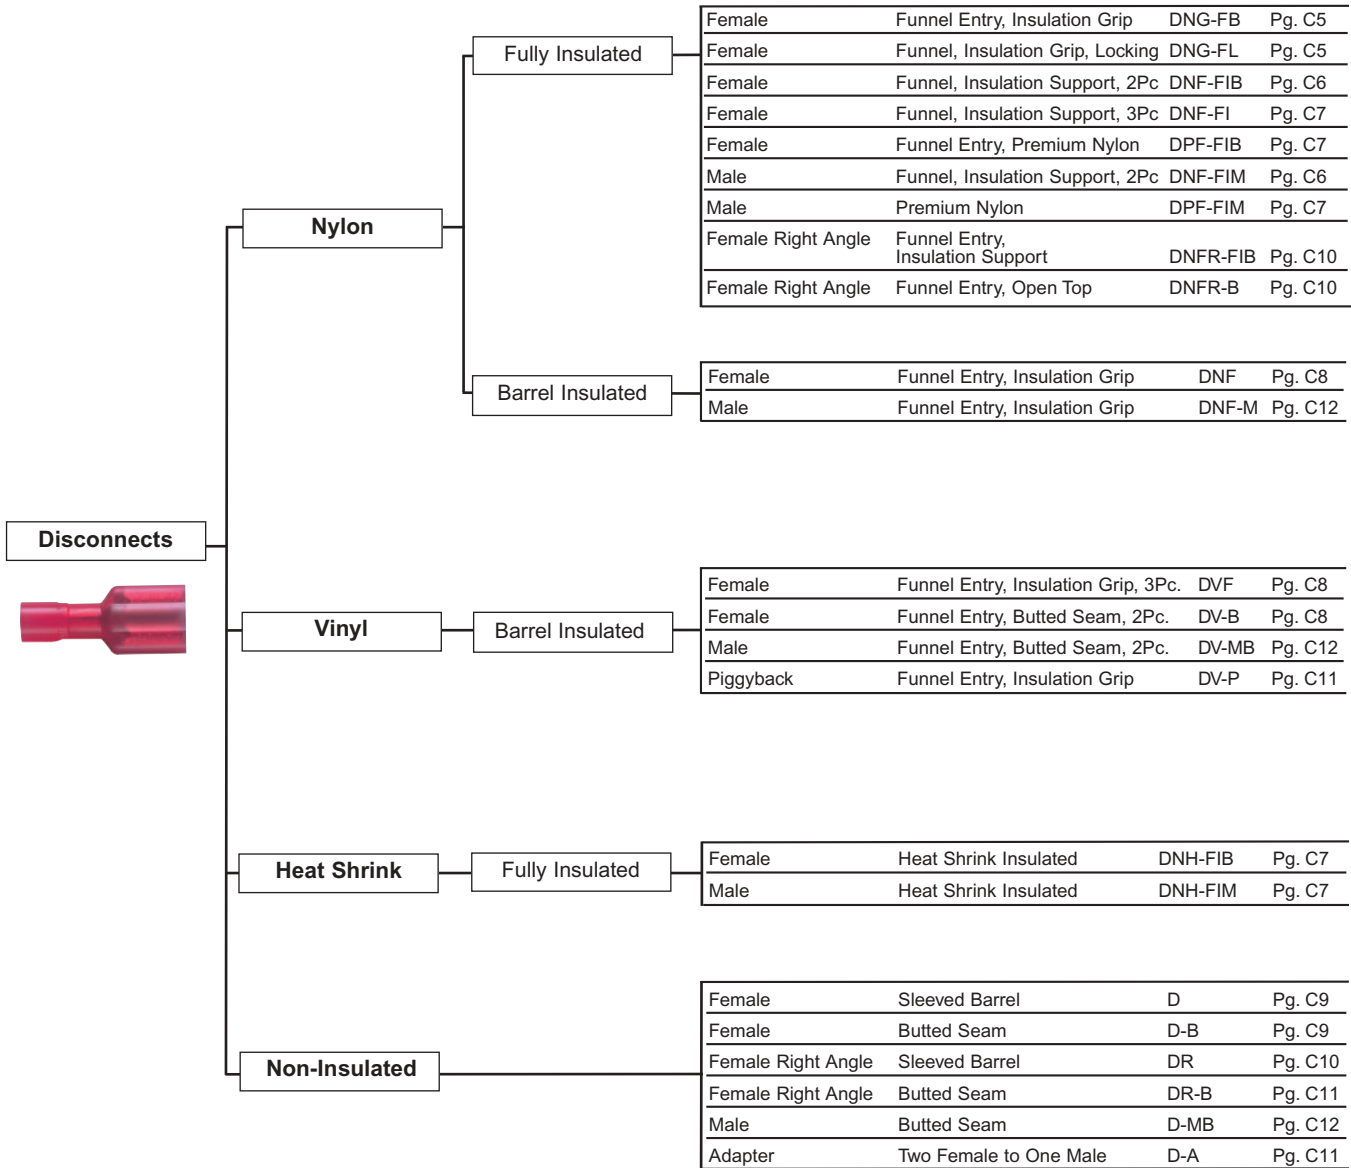 Disconnects
Nylon
Fully Insulated
Female Funnel Entry, Insulation Grip DNG-FB Pg. C5
Female Funnel, Insulation Grip, Locking DNG-FL Pg. C5
Female Funnel, Insulation Support, 2Pc DNF-FIB Pg. C6
Female Funnel, Insulation Support, 3Pc DNF-FI Pg. C7
Female Funnel Entry, Premium Nylon DPF-FIB Pg. C7
Male Funnel, Insulation Support, 2Pc DNF-FIM Pg. C6
Male Premium Nylon DPF-FIM Pg. C7
Female Right Angle Funnel Entry,
Insulation Support DNFR-FIB Pg. C10
Female Right Angle Funnel Entry, Open Top DNFR-B Pg. C10
Barrel Insulated
Female Funnel Entry, Insulation Grip DNF Pg. C8
Male Funnel Entry, Insulation Grip DNF-M Pg. C12
Vinyl
Barrel Insulated
Female Funnel Entry, Insulation Grip, 3Pc. DVF Pg. C8
Female Funnel Entry, Butted Seam, 2Pc. DV-B Pg. C8
Male Funnel Entry, Butted Seam, 2Pc. DV-MB Pg. C12
Piggyback Funnel Entry, Insulation Grip DV-P Pg. C11
Heat Shrink
Fully Insulated
Female Heat Shrink Insulated DNH-FIB Pg. C7
Male Heat Shrink Insulated DNH-FIM Pg. C7
Non-Insulated
Female Sleeved Barrel D Pg. C9
Female Butted Seam D-B Pg. C9
Female Right Angle Sleeved Barrel DR Pg. C10
Female Right Angle Butted Seam DR-B Pg. C11
Male Butted Seam D-MB Pg. C12
Adapter Two Female to One Male D-A Pg. C11